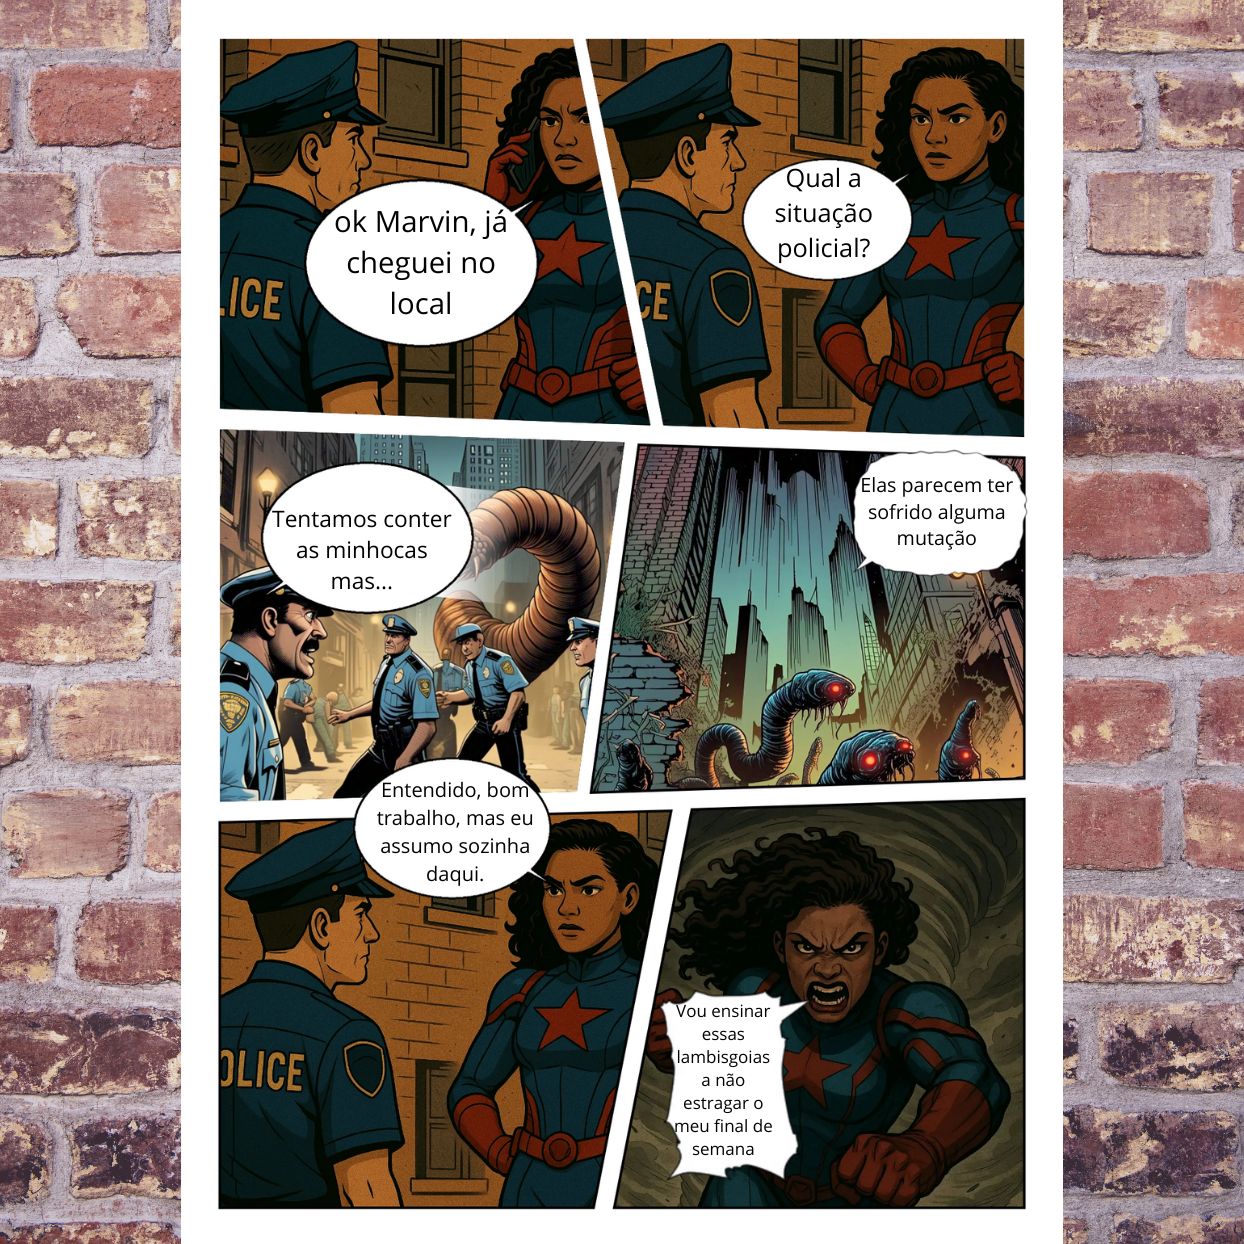 ok Marvin, já
cheguei no
local
LICE
Qual a
situação
policial?
CE
Tentamos conter
as minhocas
mas...
Elas parecem ter
sofrido alguma
mutação
Entendido, bom
trabalho, mas eu
assumo sozinha
daqui.
OLICE
Vou ensinar
essas
lambisgoias
a não
estragar o
meu final de
semana